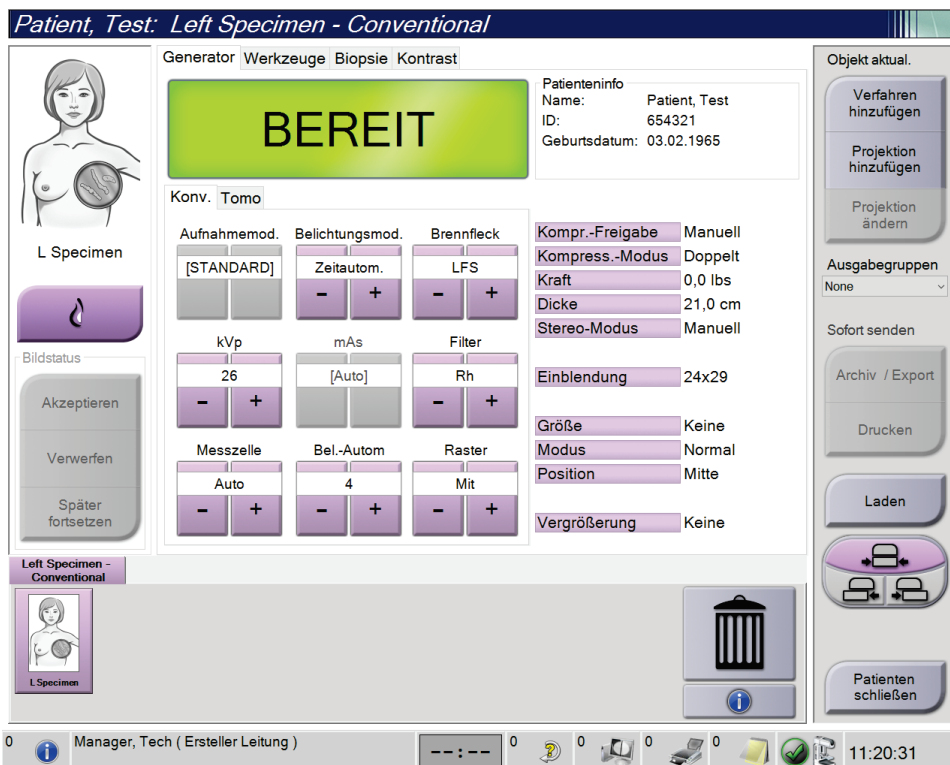 Patient, Test: Left Specimen - Conventional
L Specimen
Bildstatus
Akzeptieren
Verwerfen
Später
fortsetzen
Generator Werkzeuge Biopsie Kontrast
BEREIT
Patienteninfo
Name: Patient, Test
ID: 654321
Geburtsdatum: 03.02.1965
Konv. Tomo
Aufnahmemod. Belichtungsmod. Brennfleck
[STANDARD] Zeitautom. LFS
- + - +
kVp mAs Filter
26 [Auto] Rh
- + - +
Messzelle Bel.-Autom Raster
Auto 4 Mit
- + - + - +
Kompr.-Freigabe Manuell
Kompress.-Modus Doppelt
Kraft 0,0 lbs
Dicke 21,0 cm
Stereo-Modus Manuell
Einblendung 24x29
Größe Keine
Modus Normal
Position Mitte
Vergrößerung Keine
Objekt aktual.
Verfahren
hinzufügen
Projektion
hinzufügen
Projektion
ändern
Ausgabegruppen
None
Sofort senden
Archiv / Export
Drucken
Laden
Patienten
schließen
Left Specimen -
Conventional
L Specimen
0 Manager, Tech ( Ersteller Leitung ) --:-- 0 0 0 0 11:20:31